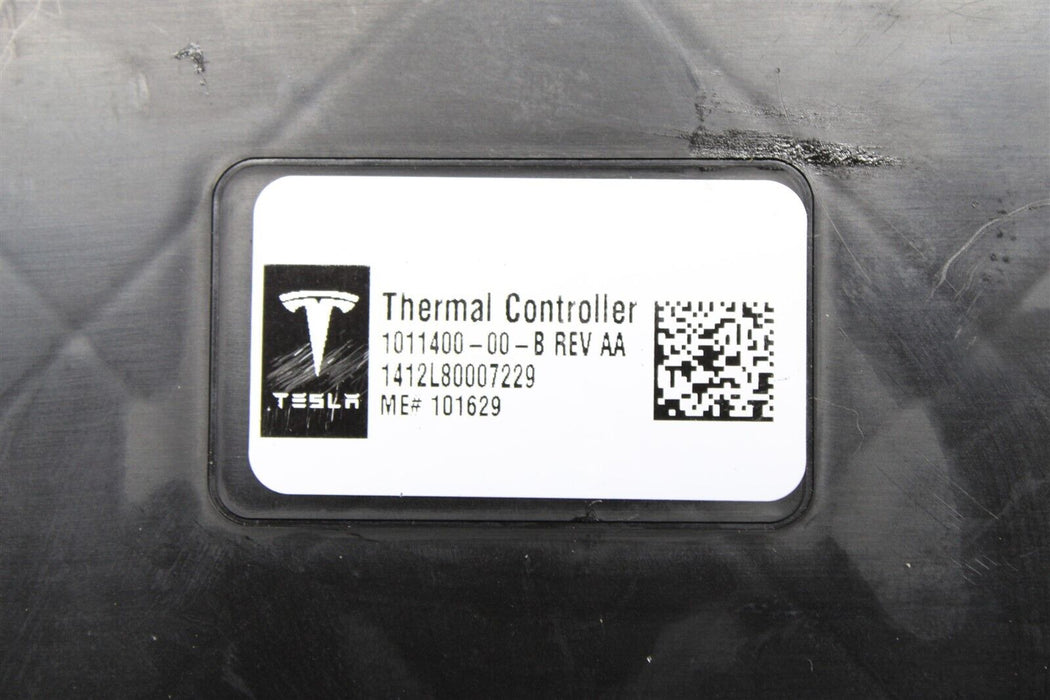 TESLA
Thermal Controller
1011400-00-B REV AA
1412L80007229
ME# 101629